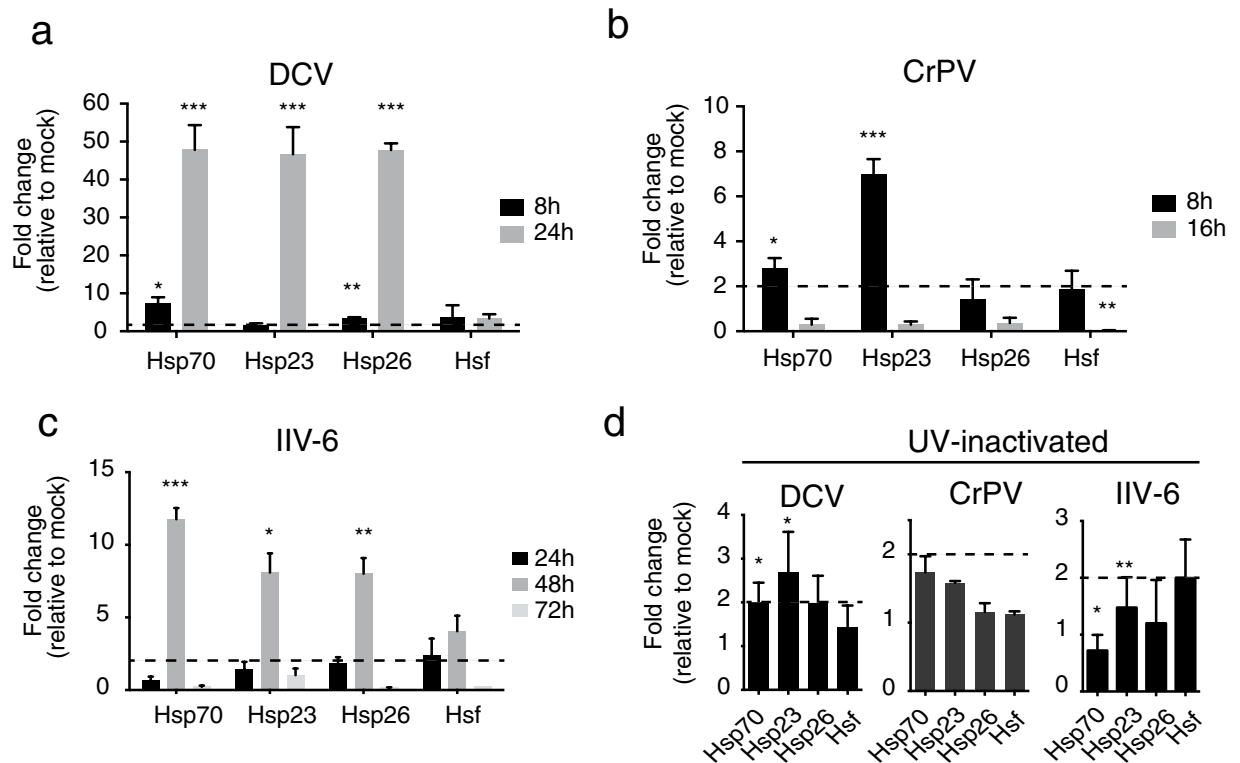 a
DCV
Fold change
(relative to mock)
60
50
40
30
20
10
0
***
***
***
*
**
Hsp70 Hsp23 Hsp26 Hsf
8h
24h
b
CrPV
Fold change
(relative to mock)
10
8
6
4
2
0
*
***
**
Hsp70 Hsp23 Hsp26 Hsf
8h
16h
c
IIV-6
Fold change
(relative to mock)
15
10
5
0
***
*
**
Hsp70 Hsp23 Hsp26 Hsf
24h
48h
72h
d
UV-inactivated
Fold change
(relative to mock)
DCV
4
3
2
1
0
*
*
Hsp70 Hsp23 Hsp26 Hsf
CrPV
2
1
0
Hsp70 Hsp23 Hsp26 Hsf
IIV-6
3
2
1
0
*
**
Hsp70 Hsp23 Hsp26 Hsf